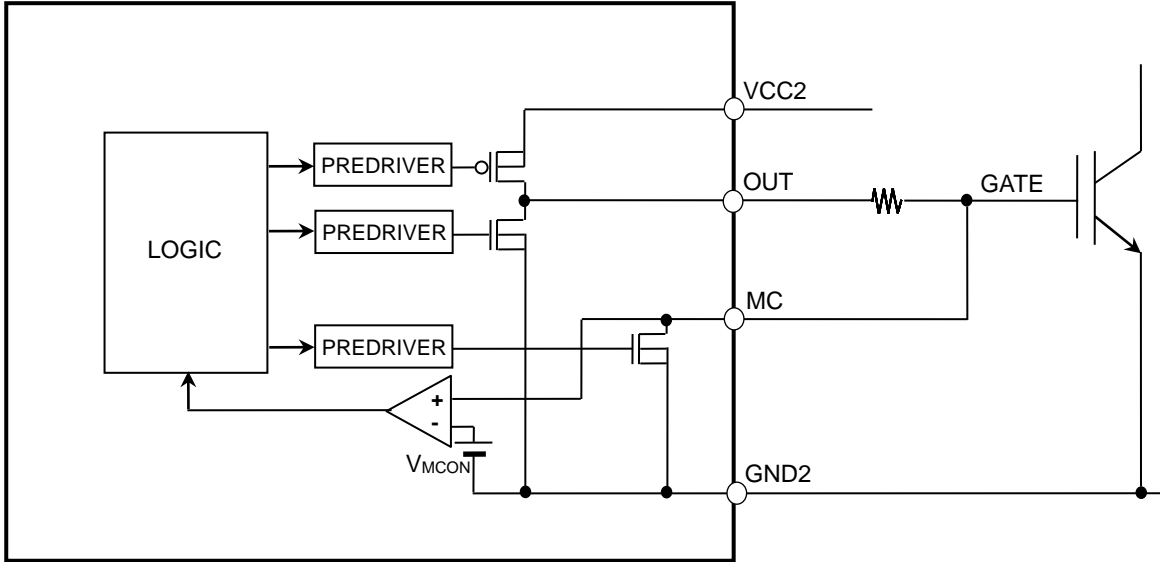 VCC2
PREDRIVER
OUT
GATE
PREDRIVER
LOGIC
MC
PREDRIVER
+
-
VMCON
GND2